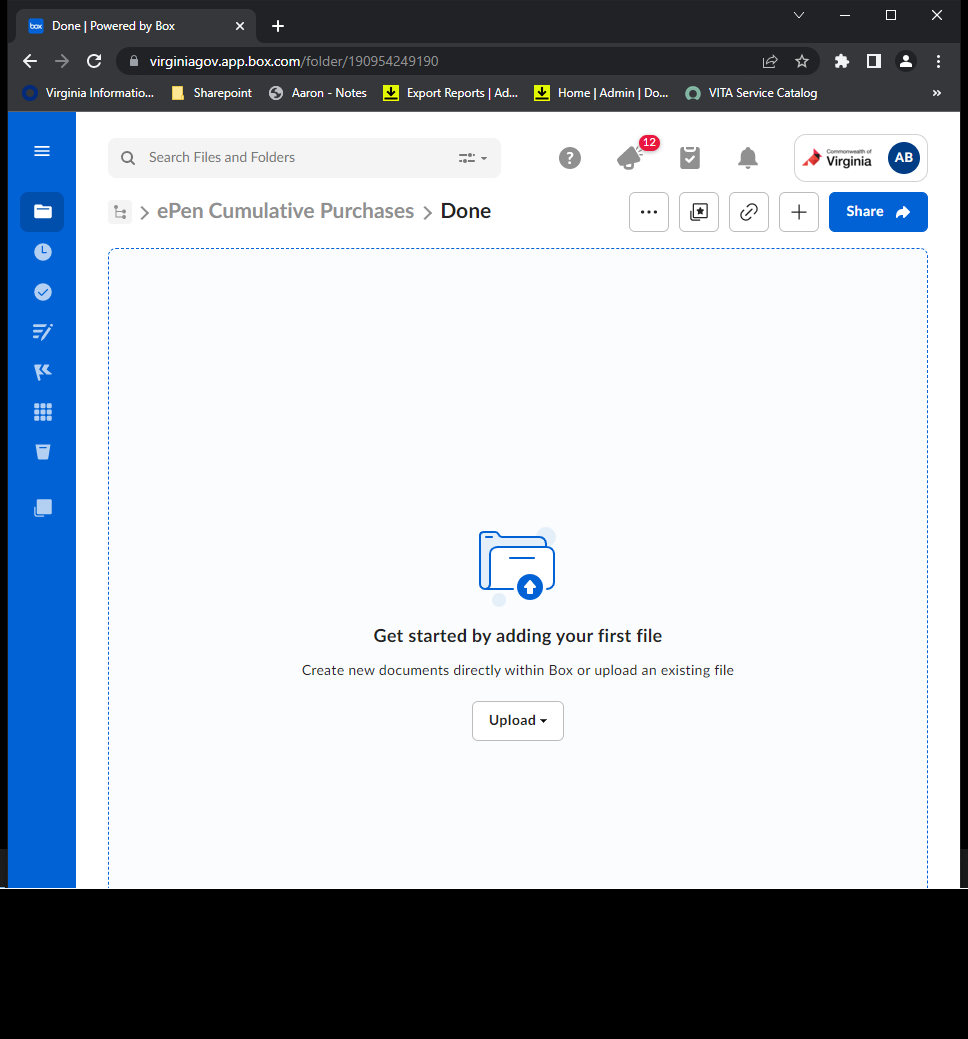 box Done | Powered by Box
virginiagov.app.box.com/folder/190954249190
Virginia Informatio... Sharepoint Aaron - Notes Export Reports | Ad... Home | Admin | Do... VITA Service Catalog »
Search Files and Folders ? 12 Commonwealth of Virginia AB
> ePen Cumulative Purchases > Done ... + Share
Get started by adding your first file
Create new documents directly within Box or upload an existing file
Upload